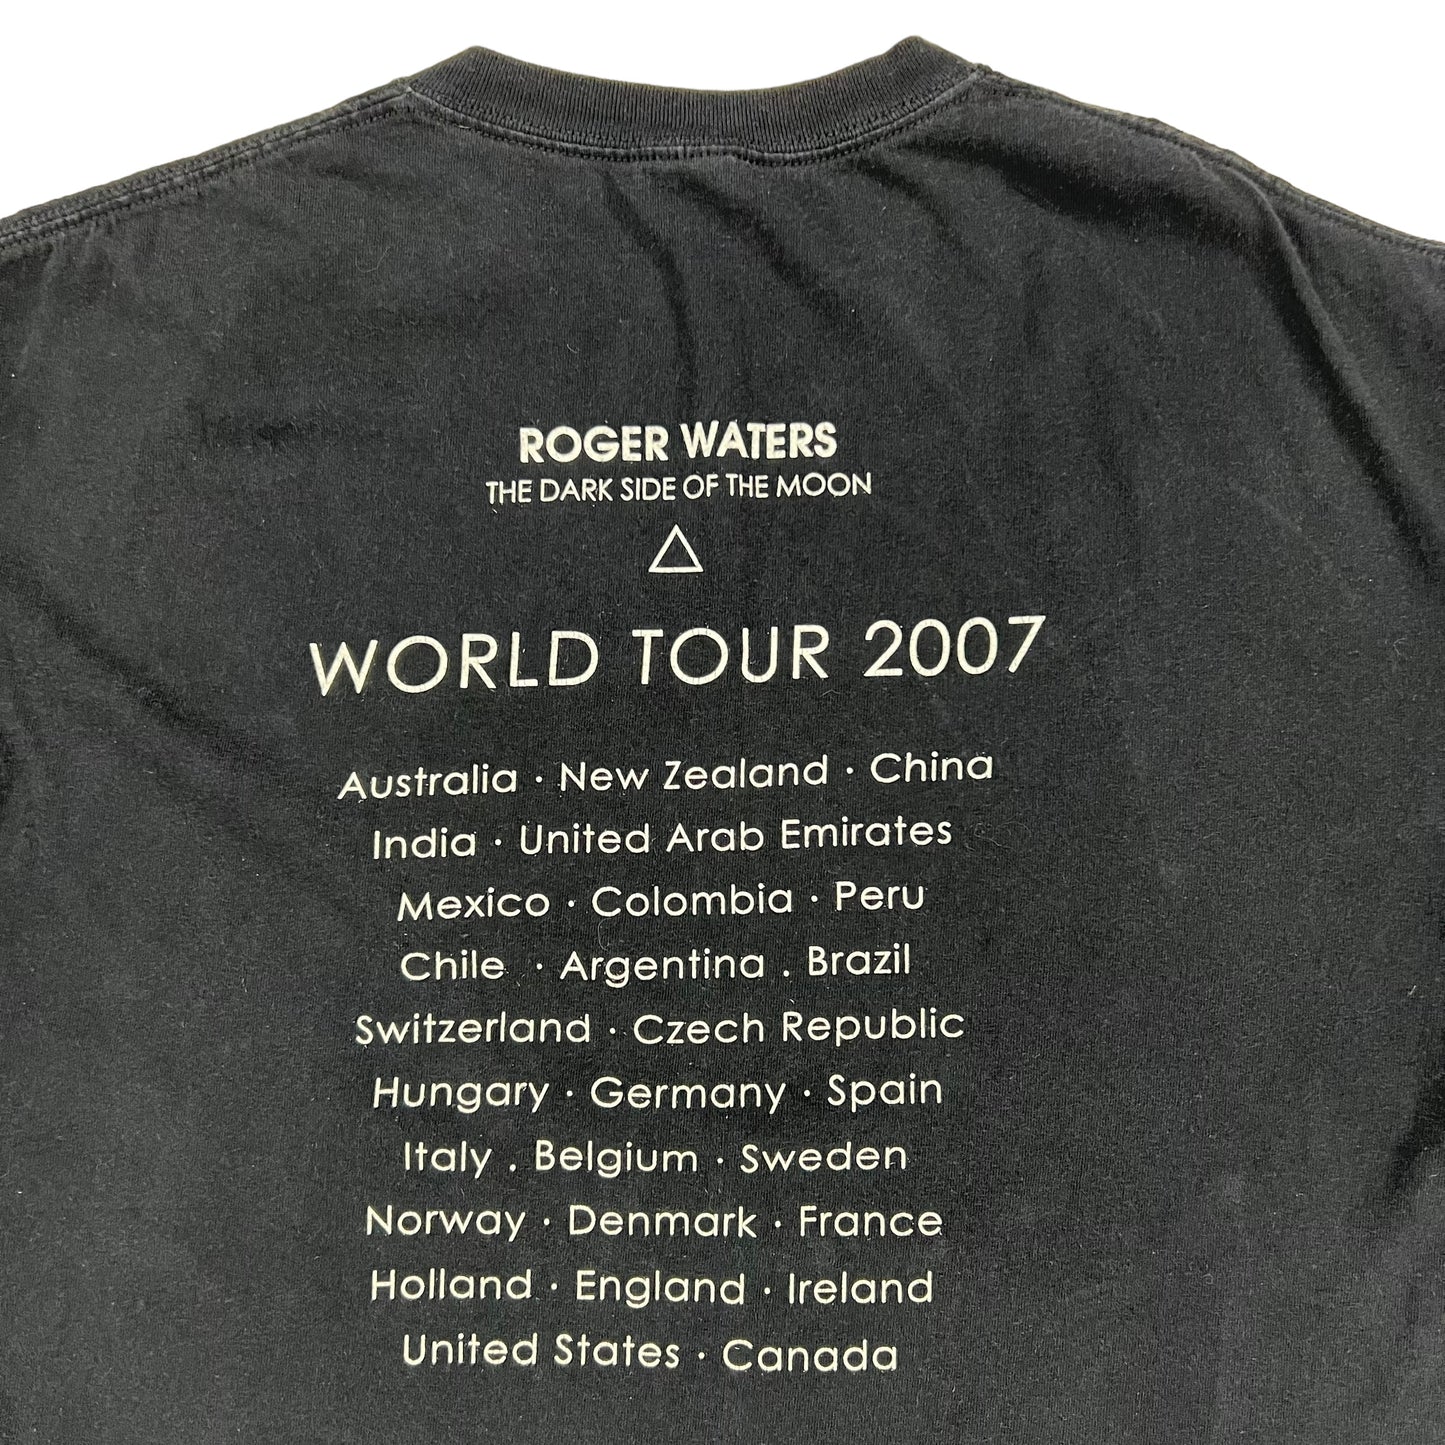 ROGER WATERS
THE DARK SIDE OF THE MOON
WORLD TOUR 2007
Australia · New Zealand · China
India · United Arab Emirates
Mexico · Colombia · Peru
Chile · Argentina . Brazil
Switzerland · Czech Republic
Hungary · Germany · Spain
Italy . Belgium · Sweden
Norway · Denmark · France
Holland · England · Ireland
United States · Canada